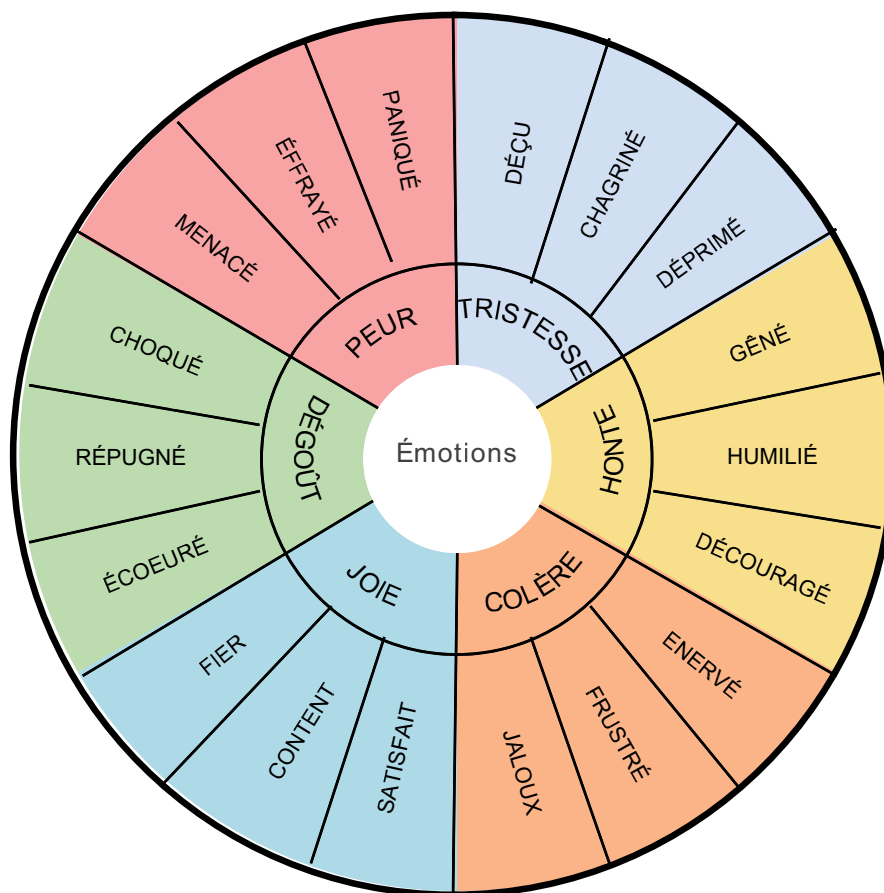 Émotions
TRISTESSE
DÉÇU
CHAGRINÉ
DÉPRIMÉ
HONTE
GÊNÉ
HUMILIÉ
DÉCOURAGÉ
COLÈRE
ENERVÉ
FRUSTRÉ
JALOUX
JOIE
SATISFAIT
CONTENT
FIER
DÉGOÛT
ÉCOEURÉ
RÉPUGNÉ
CHOQUÉ
PEUR
MENACÉ
ÉFFRAYÉ
PANIQUÉ